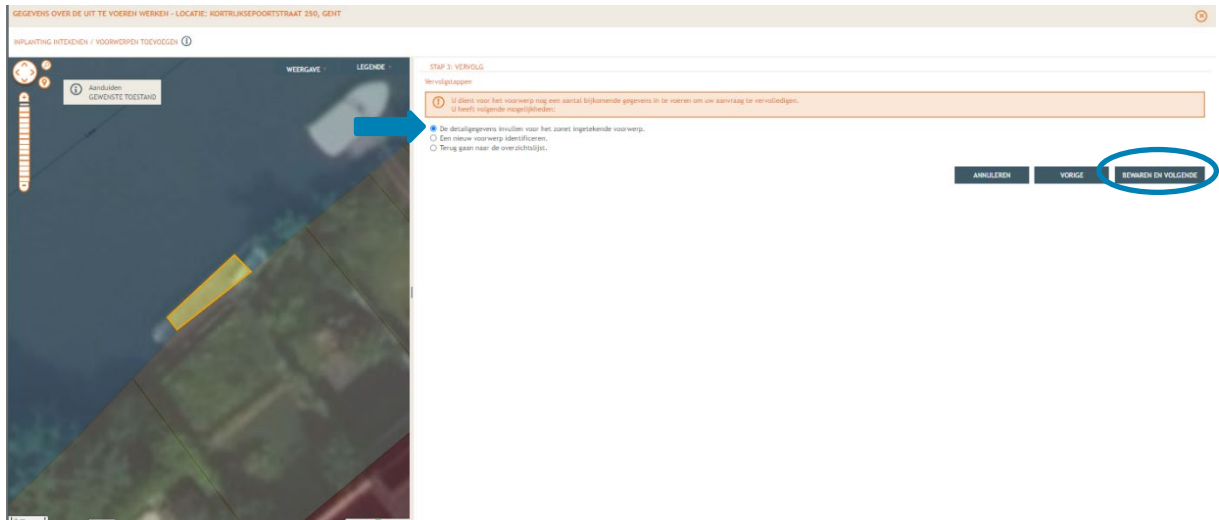 GEGEVENS OVER DE UIT TE VOEREN WERKEN - LOCATIE: KORTRIJKSEPOORTSTRAAT 250, GENT
INPLANTING INTEKENEN / VOORWERPEN TOEVOEGEN
WEERGAVE
LEGENDE
Aanduiden
GEWENSTE TOESTAND
STAP 3: VERVOLG
Vervolgstappen
U dient voor het voorwerp nog een aantal bijkomende gegevens in te voeren om uw aanvraag te vervolledigen.
U heeft volgende mogelijkheden:
De detailgegevens invullen voor het zonet ingetekende voorwerp.
Een nieuw voorwerp identificeren.
Terug gaan naar de overzichtslijst.
ANNULEREN
VORIGE
BEWAREN EN VOLGENDE